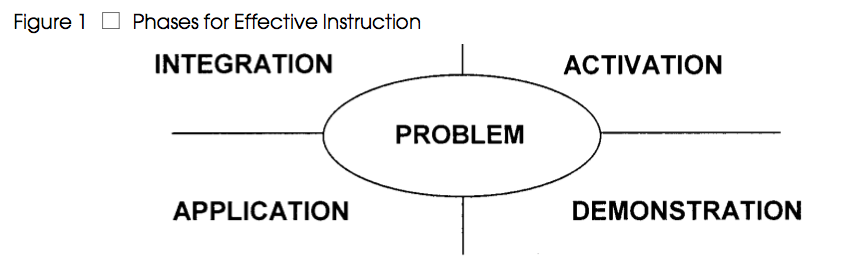 Figure 1 □ Phases for Effective Instruction
INTEGRATION ACTIVATION
PROBLEM
APPLICATION DEMONSTRATION